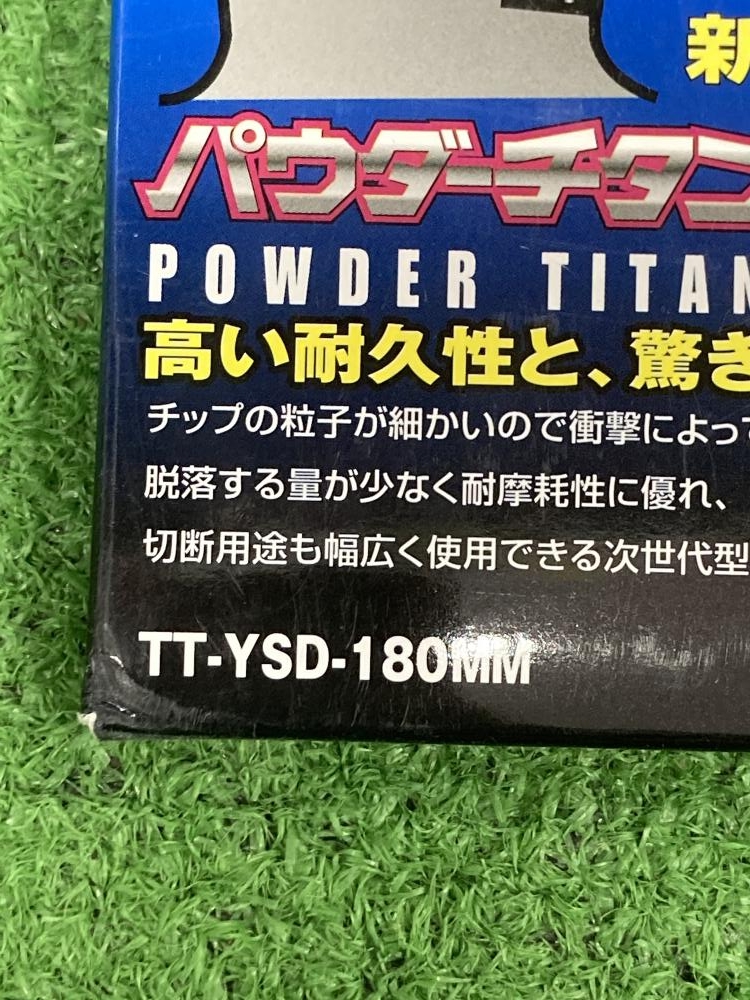 新
パウダーチタン
POWDER TITAN
高い耐久性と、驚き
チップの粒子が細かいので衝撃によって
脱落する量が少なく耐摩耗性に優れ、
切断用途も幅広く使用できる次世代型
TT-YSD-180MM